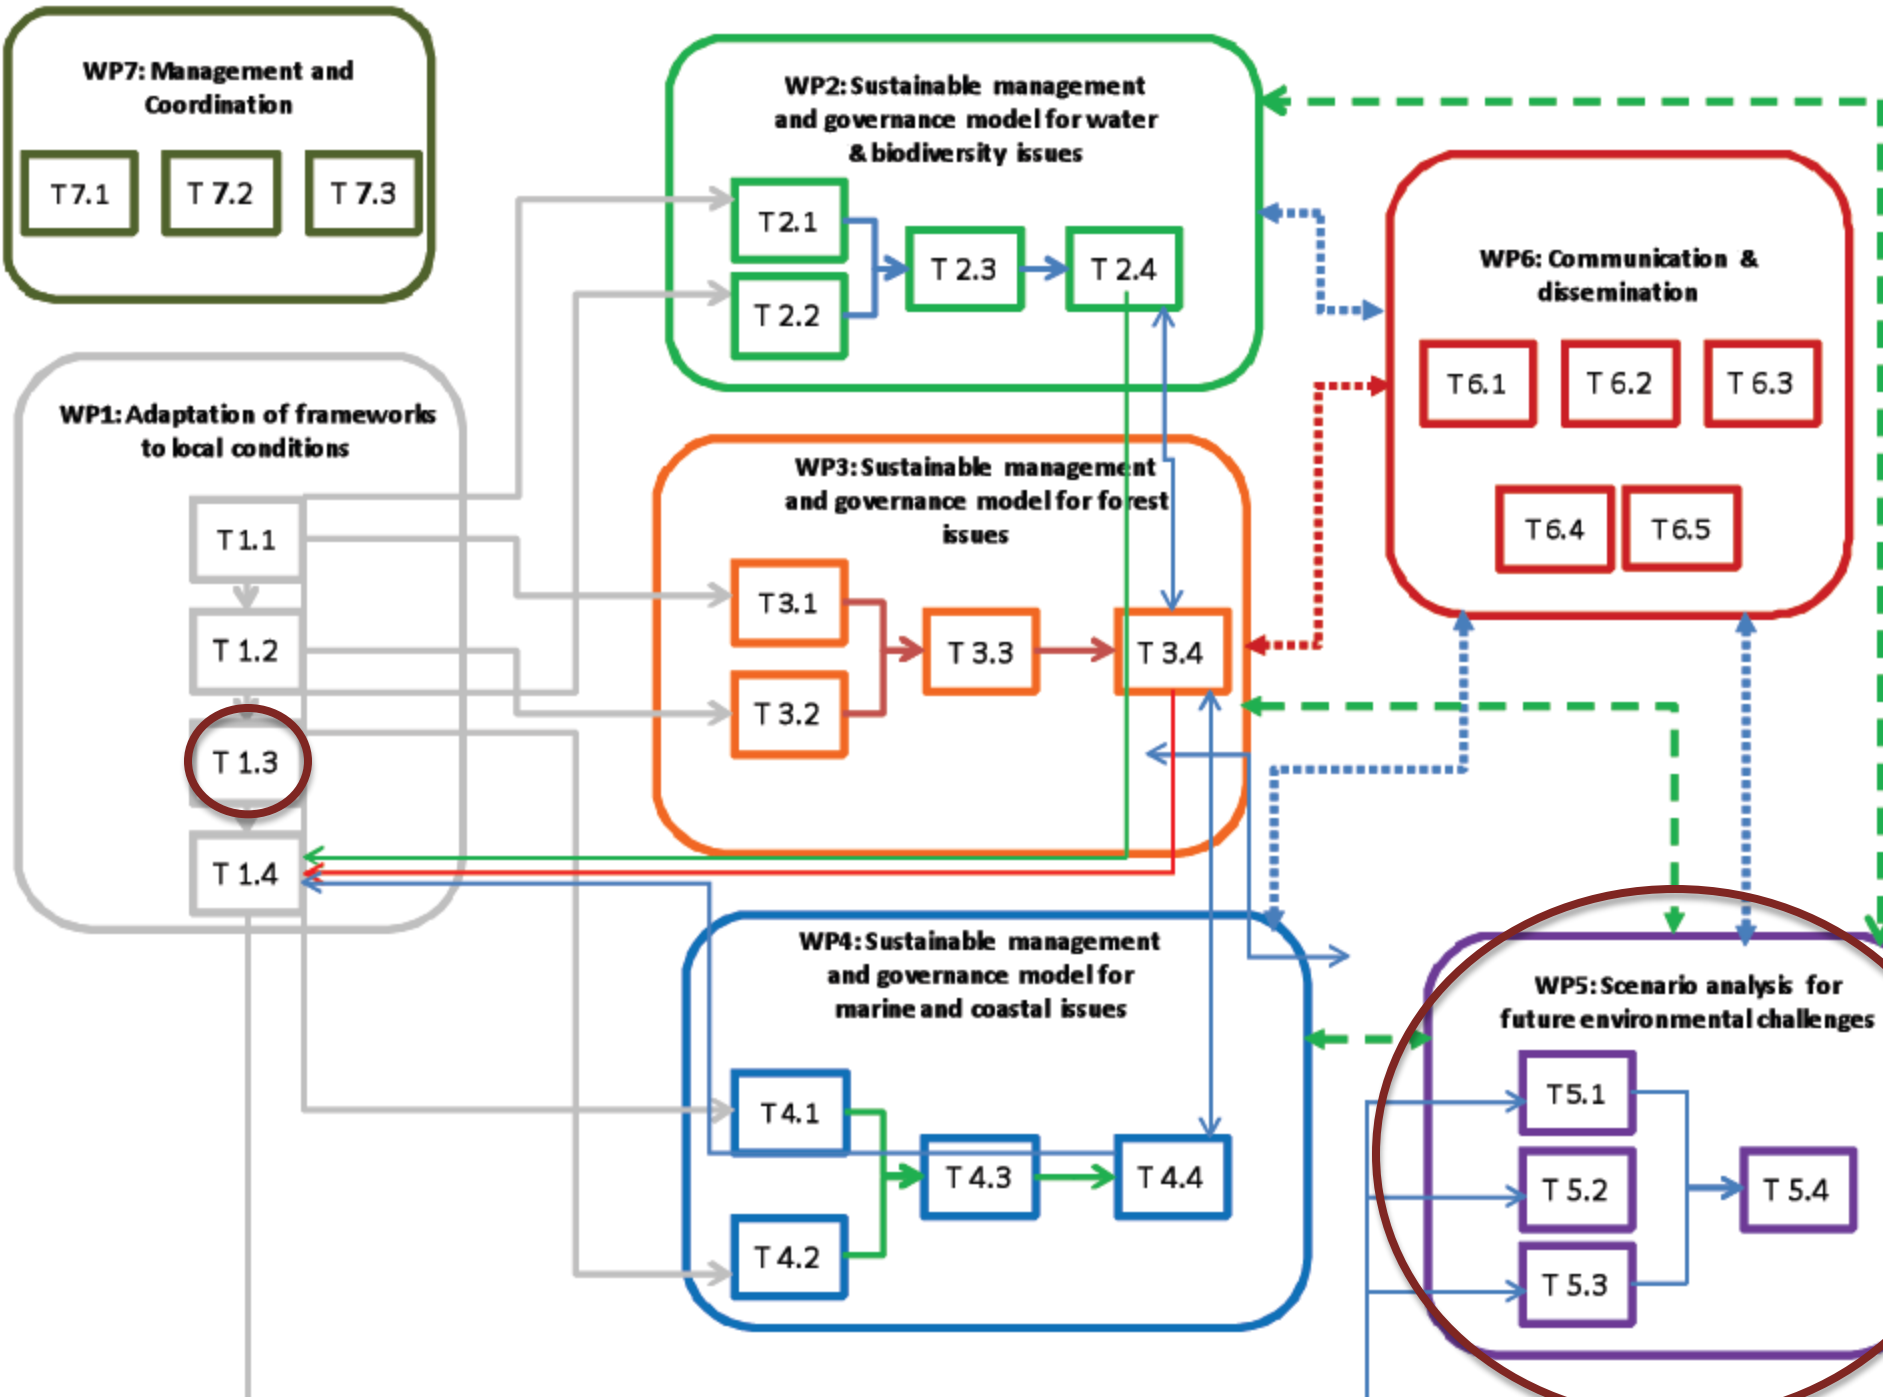 WP7: Management and
Coordination
T 7.1
T 7.2
T 7.3
WP1: Adaptation of frameworks
to local conditions
T 1.1
T 1.2
T 1.3
T 1.4
WP2: Sustainable management
and governance model for water
& biodiversity issues
T 2.1
T 2.2
T 2.3
T 2.4
WP3: Sustainable management
and governance model for forest
issues
T 3.1
T 3.2
T 3.3
T 3.4
WP4: Sustainable management
and governance model for
marine and coastal issues
T 4.1
T 4.2
T 4.3
T 4.4
WP6: Communication &
dissemination
T 6.1
T 6.2
T 6.3
T 6.4
T 6.5
WP5: Scenario analysis for
future environmental challenges
T 5.1
T 5.2
T 5.3
T 5.4